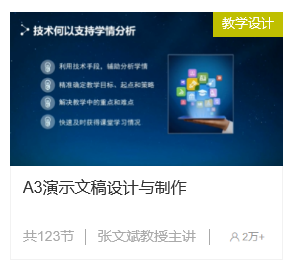 教学设计
技术何以支持学情分析
利用技术手段，辅助分析学情
精准确定教学目标、起点和策略
解决教学中的重点和难点
快速及时获得课堂学习情况
A3演示文稿设计与制作
共123节 张文斌教授主讲 2万+